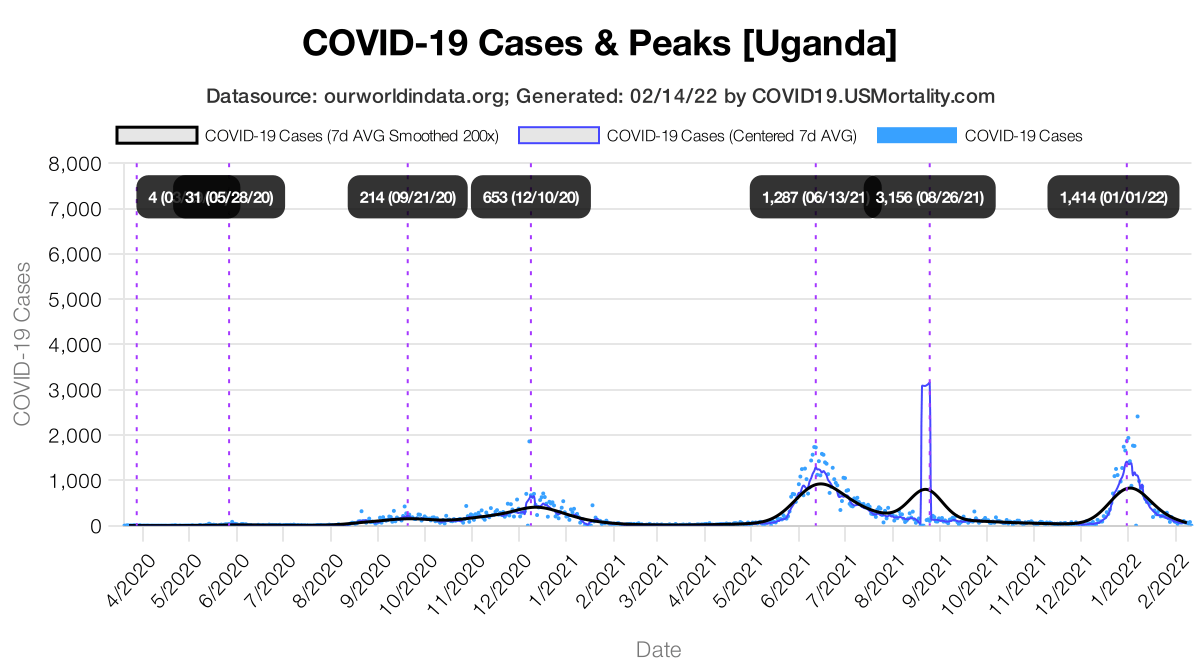 COVID-19 Cases & Peaks [Uganda]
Datasource: ourworldindata.org; Generated: 02/14/22 by COVID19.USMortality.com
COVID-19 Cases (7d AVG Smoothed 200x) COVID-19 Cases (Centered 7d AVG) COVID-19 Cases
8,000
4 (0 31 (05/28/20) 214 (09/21/20) 653 (12/10/20) 1,287 (06/13/21) 3,156 (08/26/21) 1,414 (01/01/22)
7,000
6,000
5,000
4,000
3,000
2,000
1,000
0
COVID-19 Cases
4/2020 5/2020 6/2020 7/2020 8/2020 9/2020 10/2020 11/2020 12/2020 1/2021 2/2021 3/2021 4/2021 5/2021 6/2021 7/2021 8/2021 9/2021 10/2021 11/2021 12/2021 1/2022 2/2022
Date